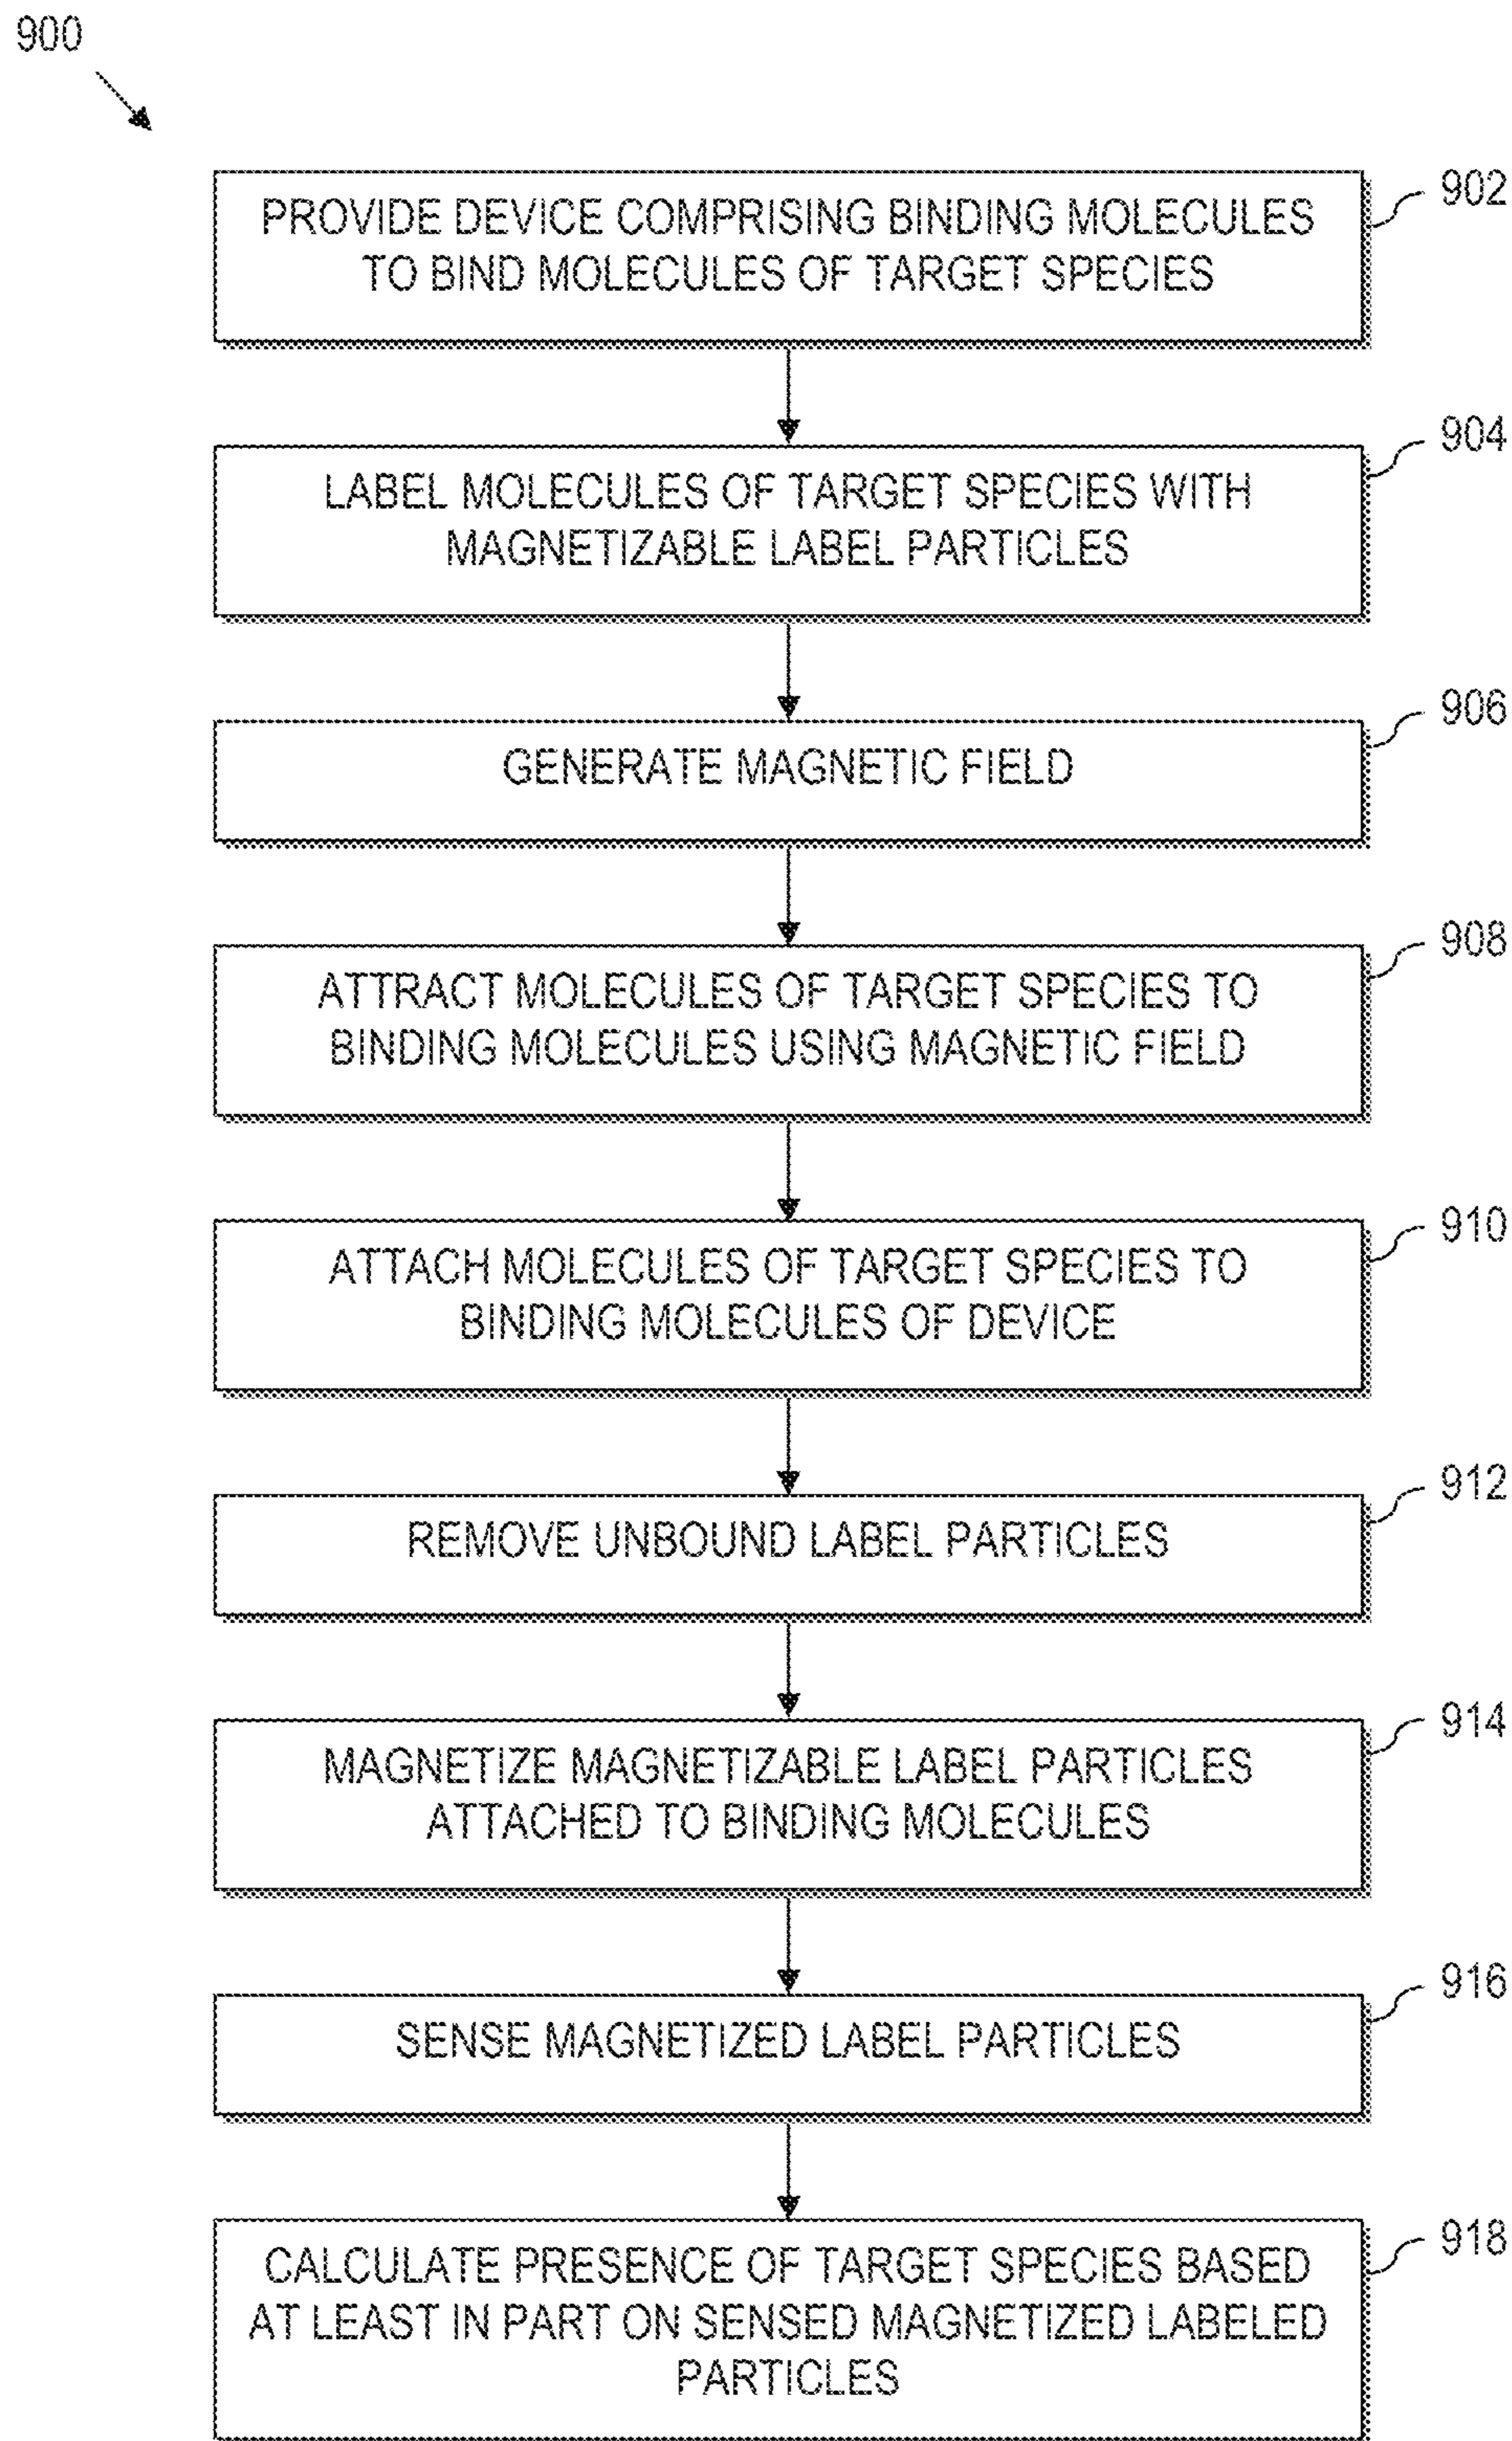 900
902
PROVIDE DEVICE COMPRISING BINDING MOLECULES
TO BIND MOLECULES OF TARGET SPECIES
904
LABEL MOLECULES OF TARGET SPECIES WITH
MAGNETIZABLE LABEL PARTICLES
906
GENERATE MAGNETIC FIELD
908
ATTRACT MOLECULES OF TARGET SPECIES TO
BINDING MOLECULES USING MAGNETIC FIELD
910
ATTACH MOLECULES OF TARGET SPECIES TO
BINDING MOLECULES OF DEVICE
912
REMOVE UNBOUND LABEL PARTICLES
914
MAGNETIZE MAGNETIZABLE LABEL PARTICLES
ATTACHED TO BINDING MOLECULES
916
SENSE MAGNETIZED LABEL PARTICLES
918
CALCULATE PRESENCE OF TARGET SPECIES BASED
AT LEAST IN PART ON SENSED MAGNETIZED LABELED
PARTICLES